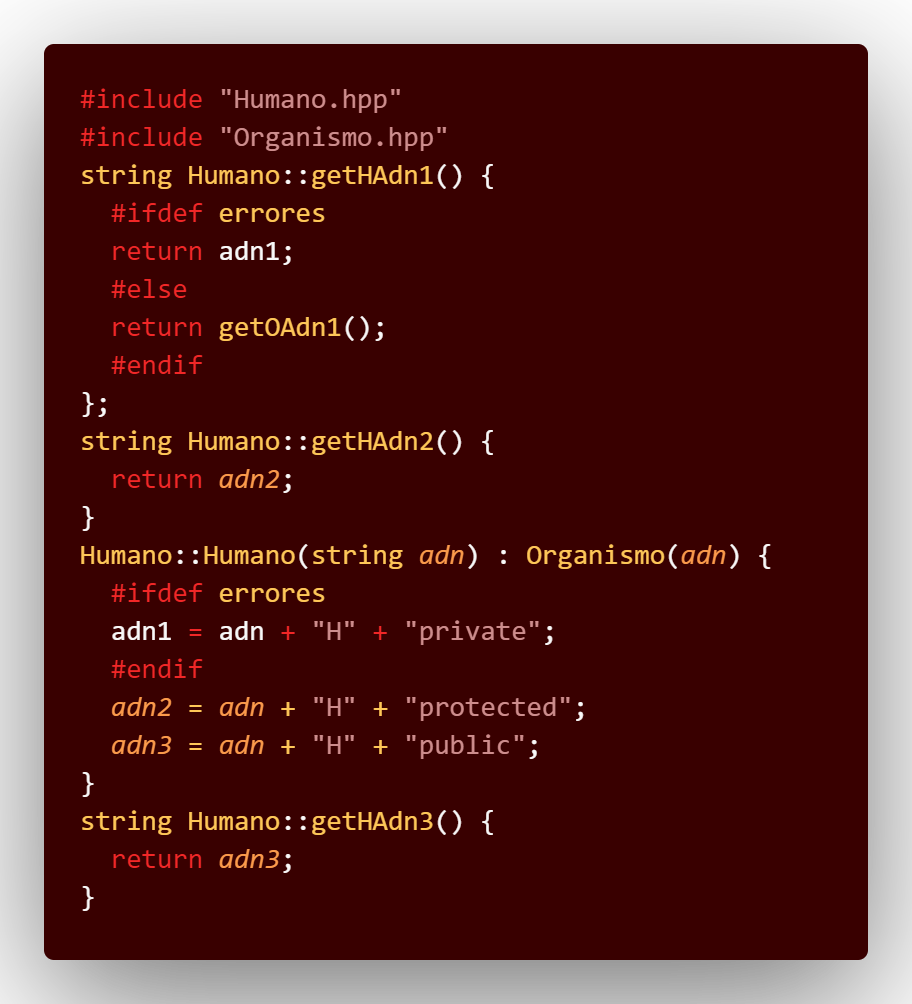 #include "Humano.hpp"
#include "Organismo.hpp"
string Humano::getHAdn1() {
  #ifdef errores
  return adn1;
  #else
  return getOAdn1();
  #endif
};
string Humano::getHAdn2() {
  return adn2;
}
Humano::Humano(string adn) : Organismo(adn) {
  #ifdef errores
  adn1 = adn + "H" + "private";
  #endif
  adn2 = adn + "H" + "protected";
  adn3 = adn + "H" + "public";
}
string Humano::getHAdn3() {
  return adn3;
}